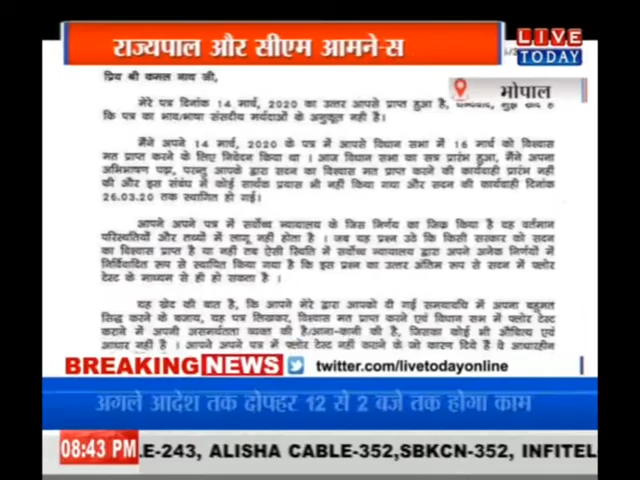 राज्यपाल और सीएम आमने-स
LIVE
TODAY
प्रिय श्री कमल नाथ जी,
भोपाल
मेरे पत्र दिनांक 14 मार्च, 2020 का उत्तर आपसे प्राप्त हुआ है, धन्यवाद, मुझे खेद है
कि पत्र का भाव/भाषा संसदीय मर्यादाओं के अनुकूल नही है।
मैंने अपने 14 मार्च, 2020 के पत्र में आपसे विधान सभा में 16 मार्च को विश्वास
मत प्राप्त करने के लिए निवेदन किया था । आज विधान सभा का सत्र प्रारंभ हुआ, मैंने अपना
अभिभाषण पढ़ा, परन्तु आपके द्वारा सदन का विश्वास मत प्राप्त करने की कार्यवाही प्रारंभ नहीं
की और इस संबंध में कोई सार्थक प्रयास भी नहीं किया गया और सदन की कार्यवाही दिनांक
26.03.20 तक स्थगित हो गई।
आपने अपने पत्र में सर्वोच्च न्यायालय के जिस निर्णय का जिक्र किया है वह वर्तमान
परिस्थितियों और तथ्यों में लागू नहीं होता है । जब यह प्रश्न उठे कि किसी सरकार को सदन
का विश्वास प्राप्त है या नहीं तब ऐसी स्थिति में सर्वोच्च न्यायालय द्वारा अपने अनेक निर्णयों में
निर्विवादित रूप से स्थापित किया गया है कि इस प्रश्न का उत्तर अंतिम रूप से सदन में फ्लोर
टेस्ट के माध्यम से ही हो सकता है ।
यह खेद की बात है, कि आपने मेरे द्वारा आपको दी गई समयावधि में अपना बहुमत
सिद्ध करने के बजाय, यह पत्र लिखकर, विश्वास मत प्राप्त करने एवं विधान सभा में फ्लोर टेस्ट
कराने में अपनी असमर्थता व्यक्त की है/आना-कानी की है, जिसका कोई भी औचित्य एवं
आधार नहीं है । आपने अपने पत्र में फ्लोर टेस्ट नहीं कराने के जो कारण दिये हैं वे आधारहीन
BREAKING NEWS twitter.com/livetodayonline
अगले आदेश तक दोपहर 12 से 2 बजे तक होगा काम
08:43 PM LE-243, ALISHA CABLE-352,SBKCN-352, INFITEL